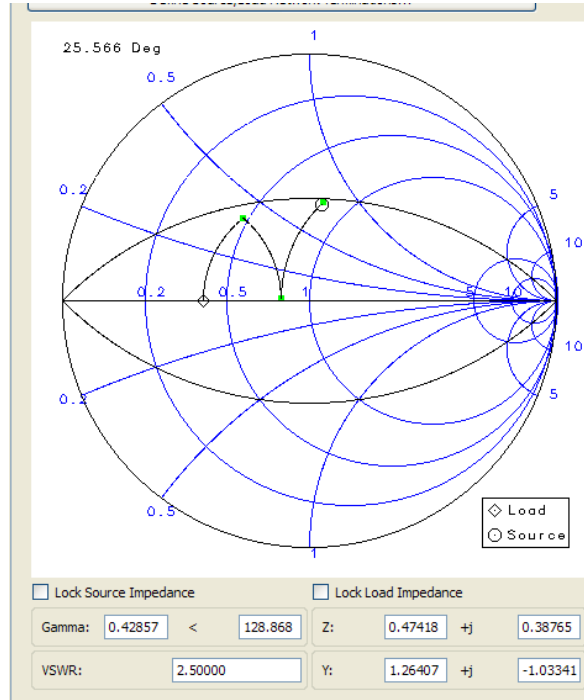 25.566 Deg
1
0.5 0.5
0.2 5
10
0.2 0.5 1 5 10
10
0.2 5
0.5
1
Load
Source
Lock Source Impedance Lock Load Impedance
Gamma: 0.42857 < 128.868 Z: 0.47418 +j 0.38765
VSWR: 2.50000 Y: 1.26407 +j -1.03341